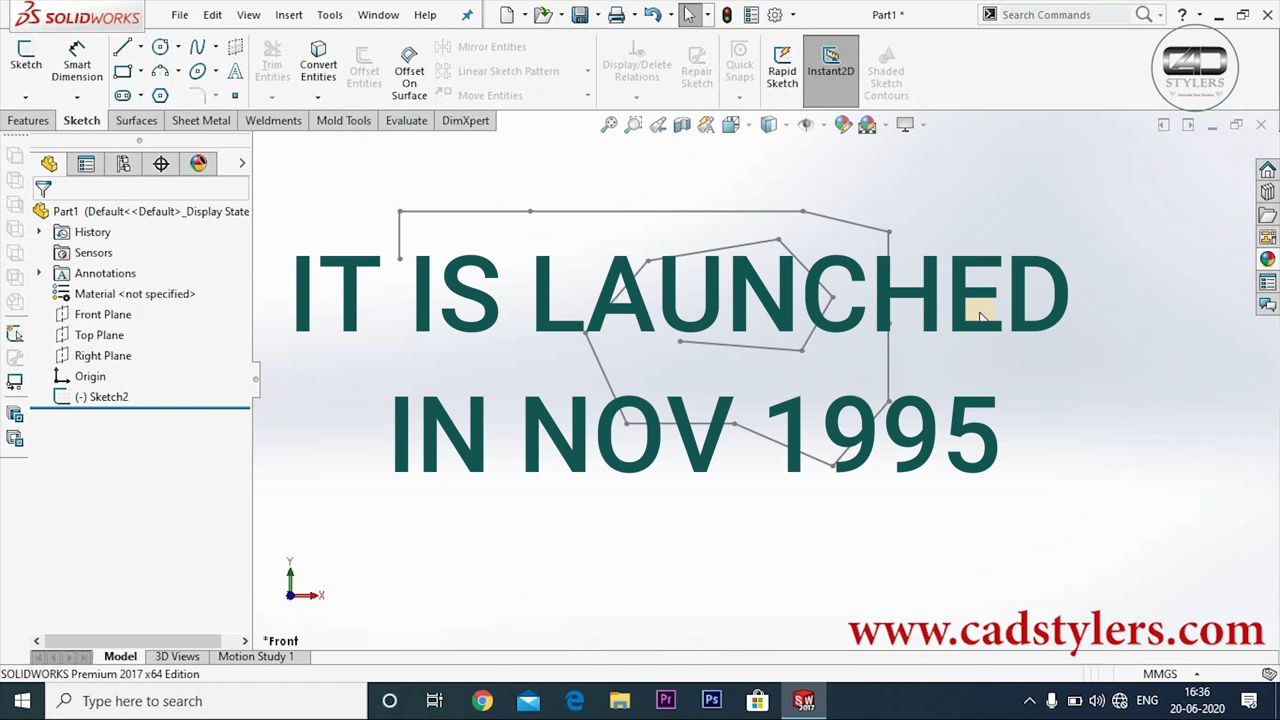 SOLIDWORKS
File Edit View Insert Tools Window Help
Part1 *
Search Commands
Sketch
Smart Dimension
Trim Entities
Convert Entities
Offset Entities
Offset On Surface
Mirror Entities
Linear Sketch Pattern
Move Entities
Display/Delete Relations
Repair Sketch
Quick Snaps
Rapid Sketch
Instant2D
Shaded Sketch Contours
STYLERS
Features Sketch Surfaces Sheet Metal Weldments Mold Tools Evaluate DimXpert
Part1 (Default<<Default>_Display State
History
Sensors
Annotations
Material <not specified>
Front Plane
Top Plane
Right Plane
Origin
(-) Sketch2
IT IS LAUNCHED
IN NOV 1995
Y
X
*Front
www.cadstylers.com
Model 3D Views Motion Study 1
SOLIDWORKS Premium 2017 x64 Edition
MMGS
Type here to search
Pr
Ps
SW
2017
ENG
16:36
20-06-2020